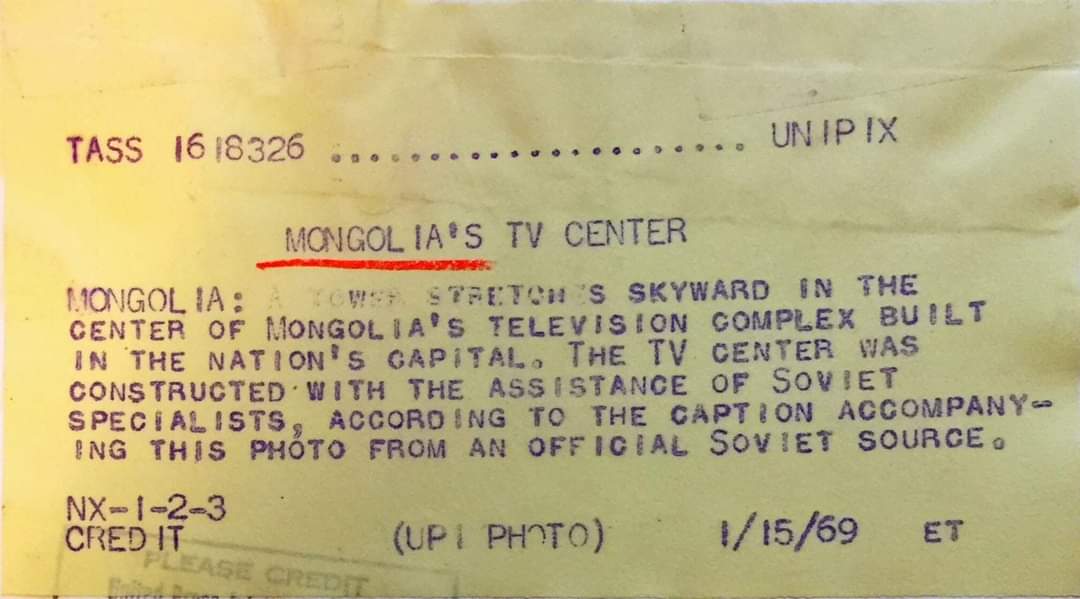 TASS 1618326 ...................... UNIPIX
MONGOLIA'S TV CENTER
MONGOLIA: A TOWER STRETCHES SKYWARD IN THE
CENTER OF MONGOLIA'S TELEVISION COMPLEX BUILT
IN THE NATION'S CAPITAL. THE TV CENTER WAS
CONSTRUCTED WITH THE ASSISTANCE OF SOVIET
SPECIALISTS, ACCORDING TO THE CAPTION ACCOMPANY-
ING THIS PHOTO FROM AN OFFICIAL SOVIET SOURCE.
NX-1-2-3
CREDIT (UPI PHOTO) 1/15/69 ET
PLEASE CREDIT
United Press